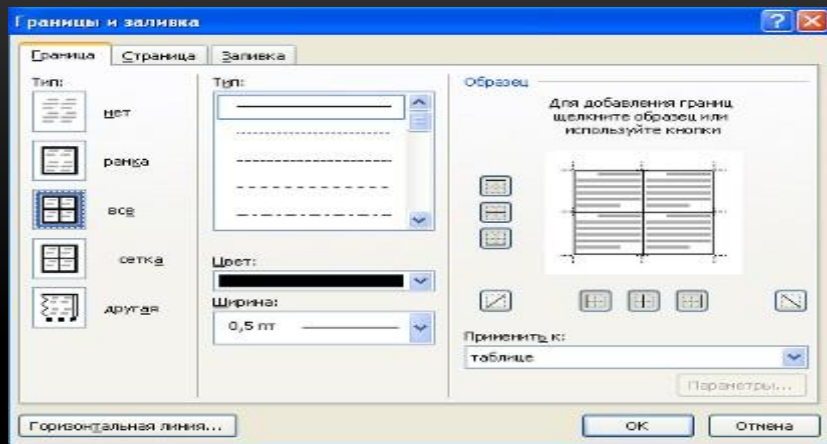 Границы и заливка
Граница
Страница
Заливка
Тип:
нет
рамка
все
сетка
другая
Тип:
Цвет:
Ширина:
0,5 пт
Образец
Для добавления границ
щелкните образец или
используйте кнопки
Применить к:
таблице
Параметры...
Горизонтальная линия...
ОК
Отмена